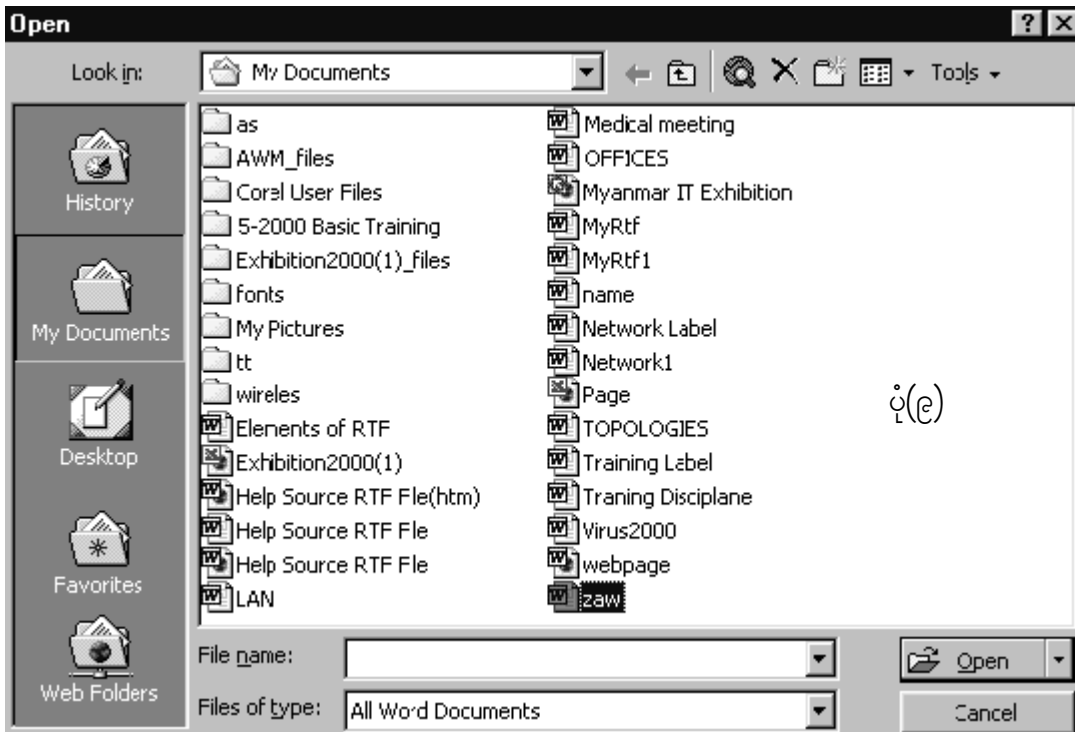 Open
Look in:
My Documents
Tools
History
My Documents
Desktop
Favorites
Web Folders
as
AWM_files
Corel User Files
5-2000 Basic Training
Exhibition2000(1)_files
fonts
My Pictures
tt
wireles
Elements of RTF
Exhibition2000(1)
Help Source RTF FIe(htm)
Help Source RTF FIe
Help Source RTF FIe
LAN
Medical meeting
OFFICES
Myanmar IT Exhibition
MyRtf
MyRtf1
name
Network Label
Network1
Page
TOPOLOGIES
Training Label
Traning Disciplane
Virus2000
webpage
zaw
ပုံ(၉)
File name:
Open
Files of type:
All Word Documents
Cancel